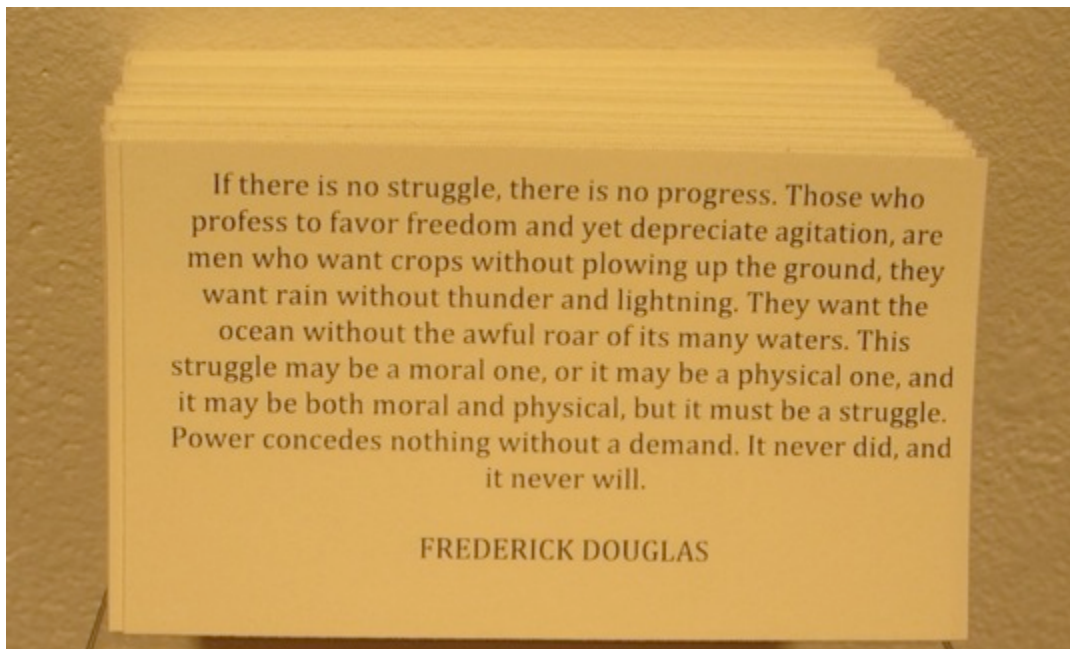 If there is no struggle, there is no progress. Those who
profess to favor freedom and yet depreciate agitation, are
men who want crops without plowing up the ground, they
want rain without thunder and lightning. They want the
ocean without the awful roar of its many waters. This
struggle may be a moral one, or it may be a physical one, and
it may be both moral and physical, but it must be a struggle.
Power concedes nothing without a demand. It never did, and
it never will.
FREDERICK DOUGLAS